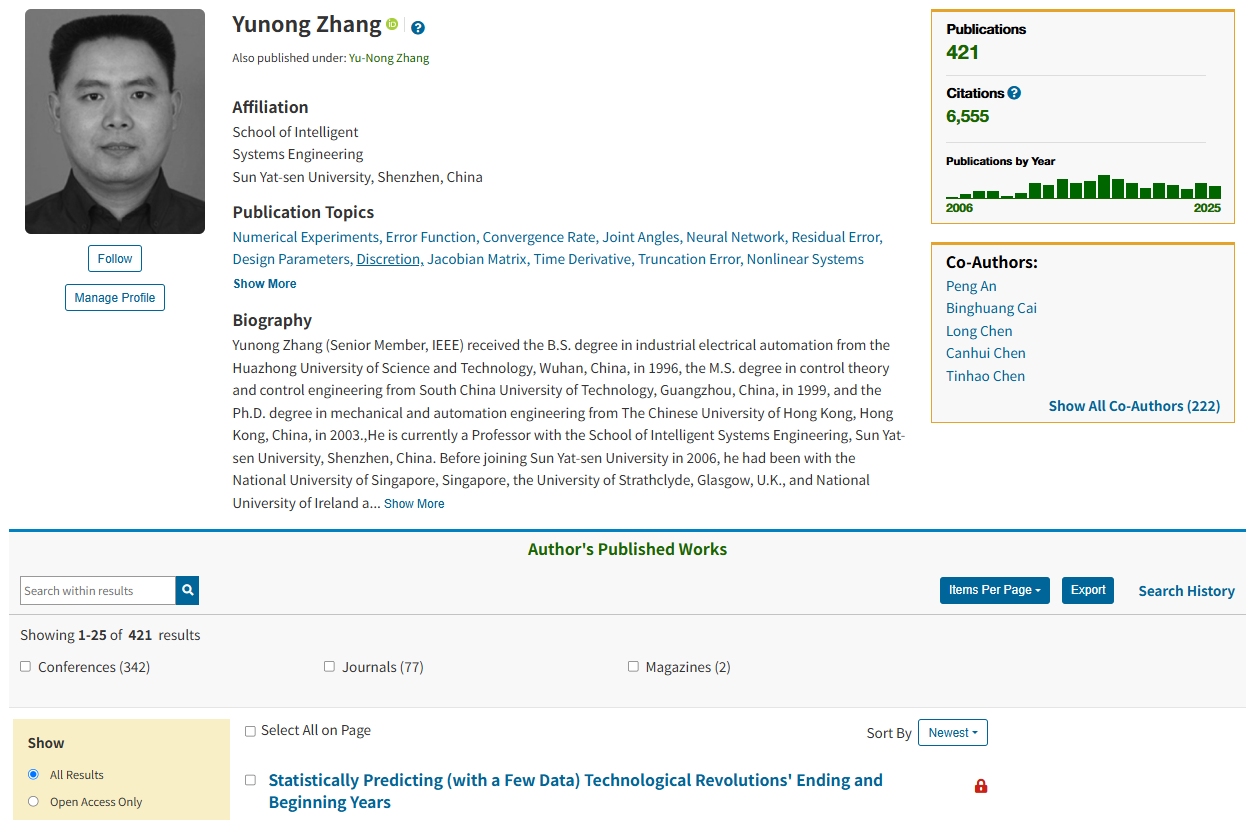 Yunong Zhang iD ?
Also published under: Yu-Nong Zhang
Affiliation
School of Intelligent
Systems Engineering
Sun Yat-sen University, Shenzhen, China
Publication Topics
Numerical Experiments, Error Function, Convergence Rate, Joint Angles, Neural Network, Residual Error,
Design Parameters, Discretion, Jacobian Matrix, Time Derivative, Truncation Error, Nonlinear Systems
Show More
Follow
Manage Profile
Biography
Yunong Zhang (Senior Member, IEEE) received the B.S. degree in industrial electrical automation from the
Huazhong University of Science and Technology, Wuhan, China, in 1996, the M.S. degree in control theory
and control engineering from South China University of Technology, Guangzhou, China, in 1999, and the
Ph.D. degree in mechanical and automation engineering from The Chinese University of Hong Kong, Hong
Kong, China, in 2003.,He is currently a Professor with the School of Intelligent Systems Engineering, Sun Yat-
sen University, Shenzhen, China. Before joining Sun Yat-sen University in 2006, he had been with the
National University of Singapore, Singapore, the University of Strathclyde, Glasgow, U.K., and National
University of Ireland a... Show More
Publications
421
Citations ?
6,555
Publications by Year
2006 2025
Co-Authors:
Peng An
Binghuang Cai
Long Chen
Canhui Chen
Tinhao Chen
Show All Co-Authors (222)
Author's Published Works
Search within results
Items Per Page
Export
Search History
Showing 1-25 of 421 results
Conferences (342)
Journals (77)
Magazines (2)
Show
All Results
Open Access Only
Select All on Page
Sort By Newest
Statistically Predicting (with a Few Data) Technological Revolutions' Ending and
Beginning Years